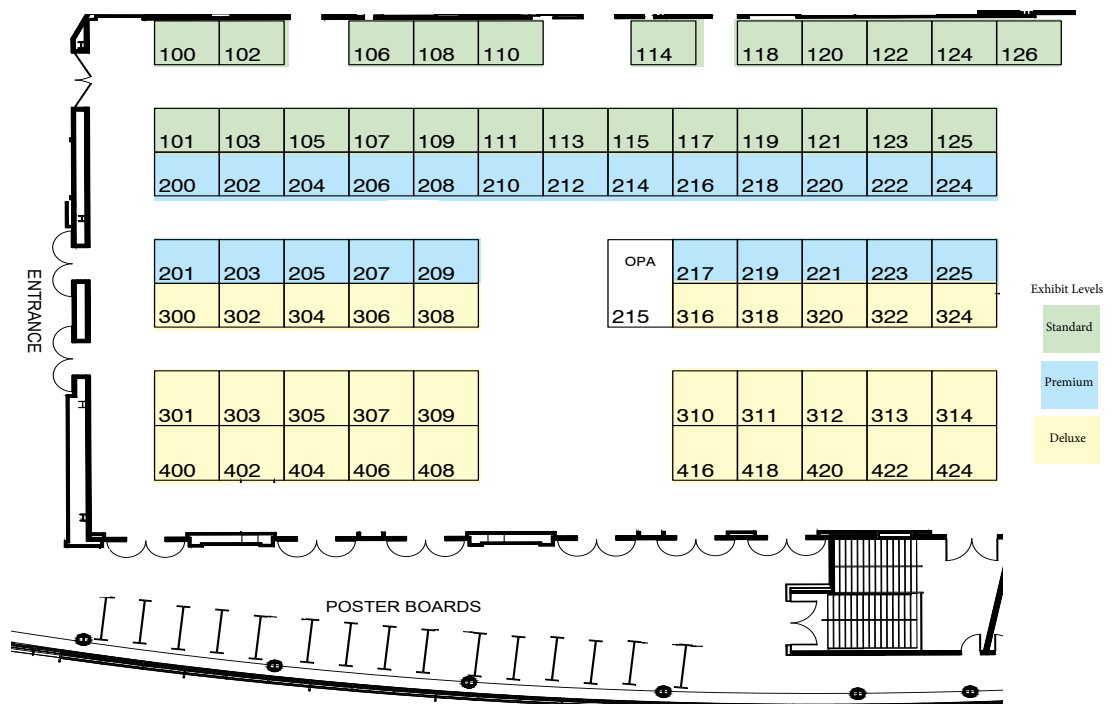 100 102 106 108 110 114 118 120 122 124 126
101 103 105 107 109 111 113 115 117 119 121 123 125
200 202 204 206 208 210 212 214 216 218 220 222 224
OPA
201 203 205 207 209 217 219 221 223 225
300 302 304 306 308 215 316 318 320 322 324
301 303 305 307 309 310 311 312 313 314
400 402 404 406 408 416 418 420 422 424
ENTRANCE
Exhibit Levels
Standard
Premium
Deluxe
POSTER BOARDS